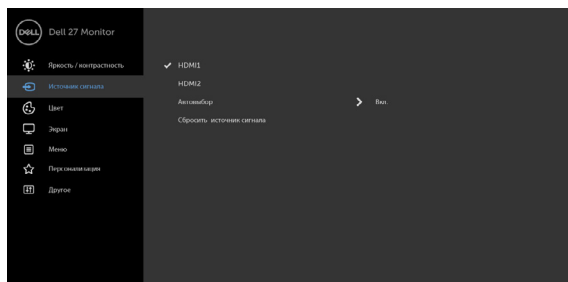 DELL Dell 27 Monitor
Яркость / контрастность
HDMI1
Источник сигнала
HDMI2
Цвет
Автовыбор
Вкл.
Сбросить источник сигнала
Экран
Меню
Персонализация
Другое